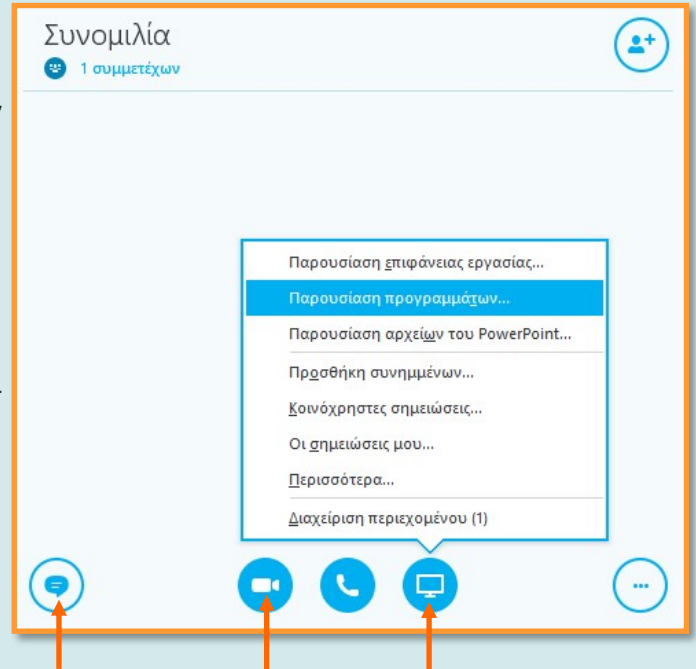 Συνομιλία
1 συμμετέχων
Παρουσίαση επιφάνειας εργασίας...
Παρουσίαση προγραμμάτων...
Παρουσίαση αρχείων του PowerPoint...
Προσθήκη συνημμένων...
Κοινόχρηστες σημειώσεις...
Οι σημειώσεις μου...
Περισσότερα...
Διαχείριση περιεχομένου (1)